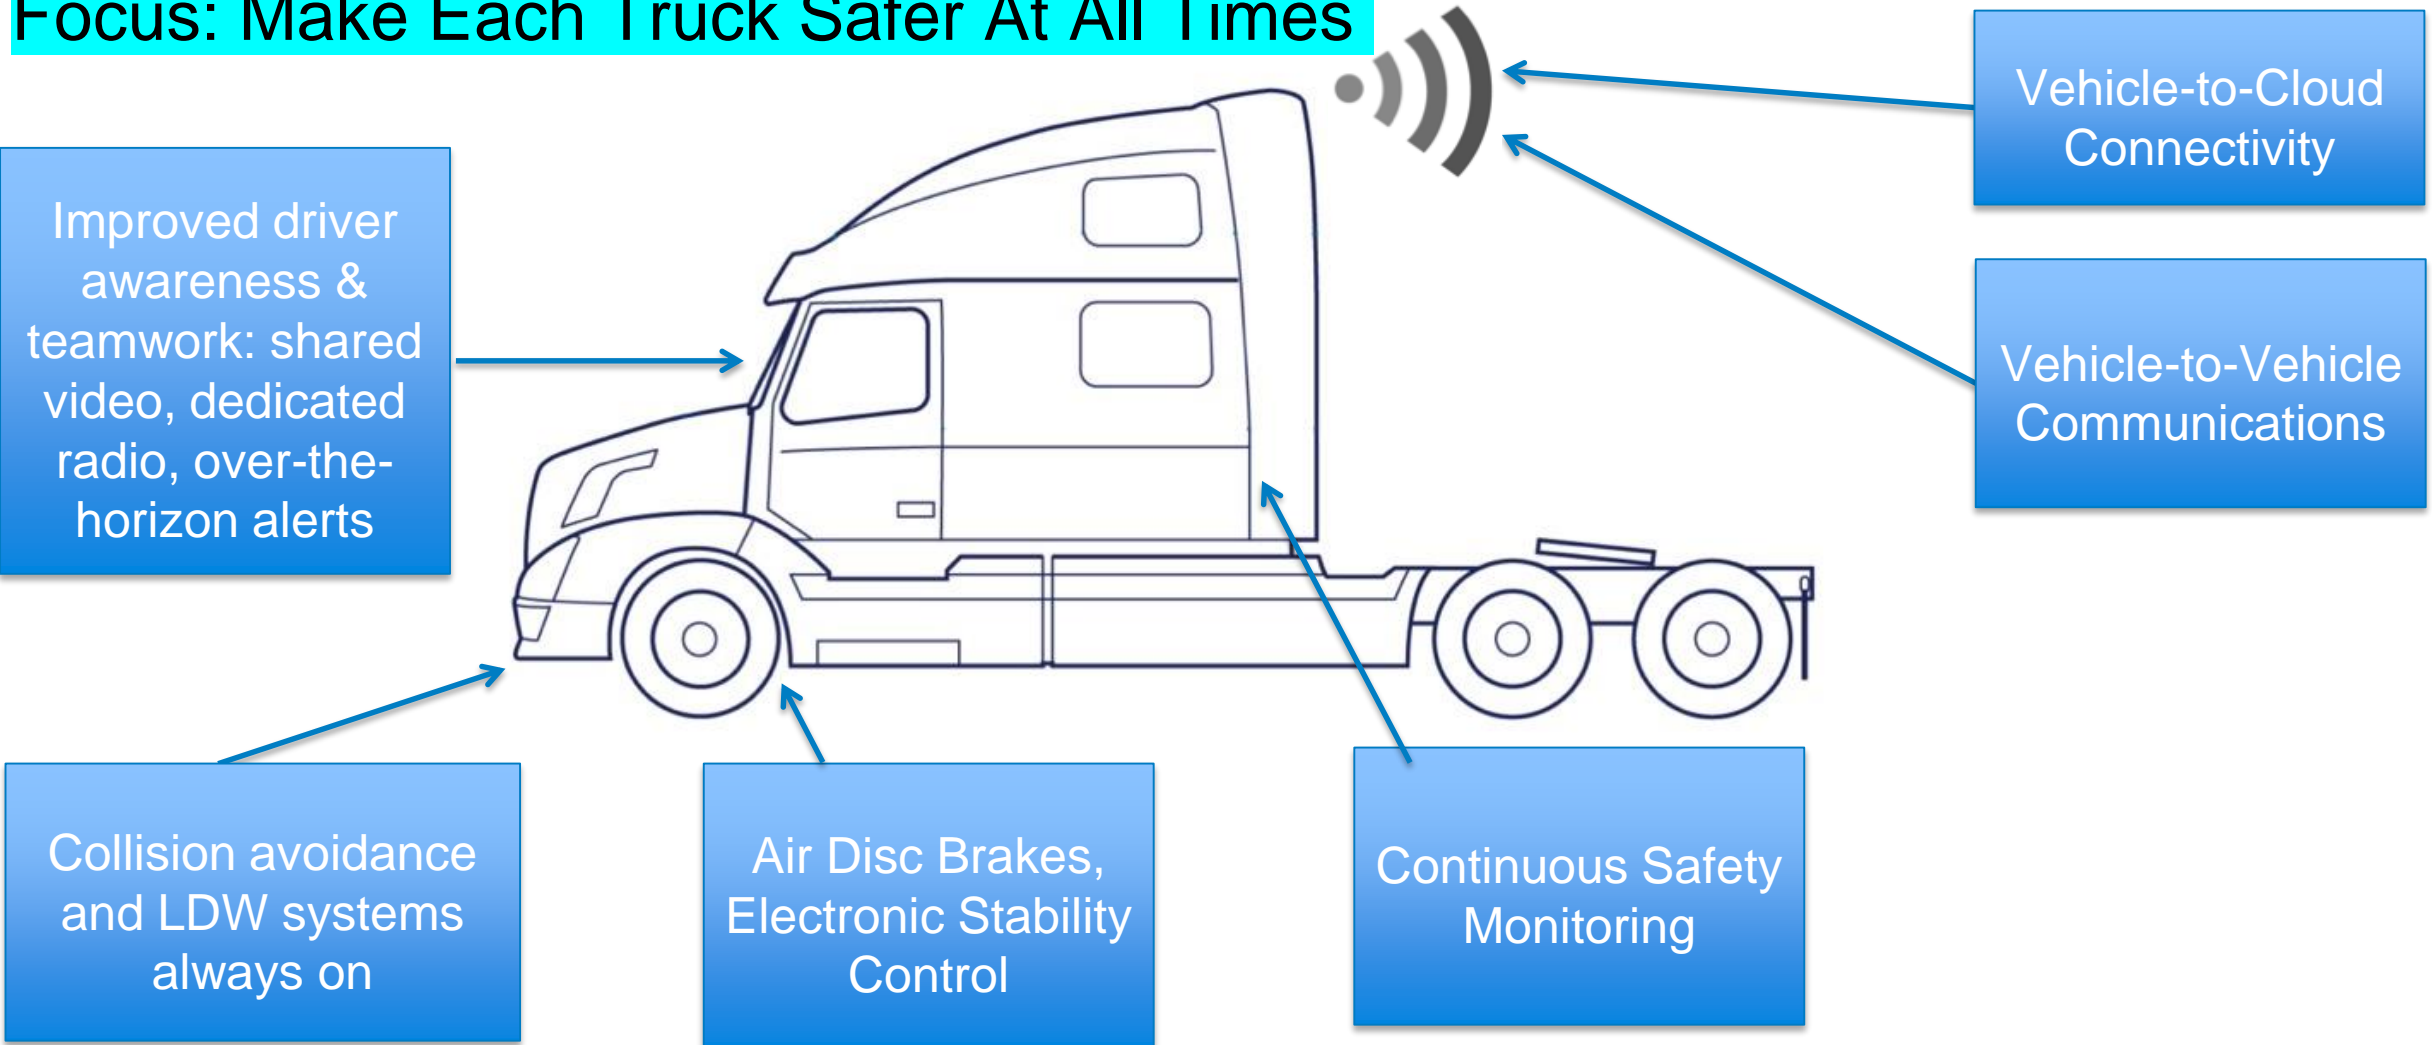 Focus: Make Each Truck Safer At All Times
Vehicle-to-Cloud
Connectivity
Improved driver
awareness &
teamwork: shared
video, dedicated
radio, over-the-
horizon alerts
Vehicle-to-Vehicle
Communications
Collision avoidance
and LDW systems
always on
Air Disc Brakes,
Electronic Stability
Control
Continuous Safety
Monitoring